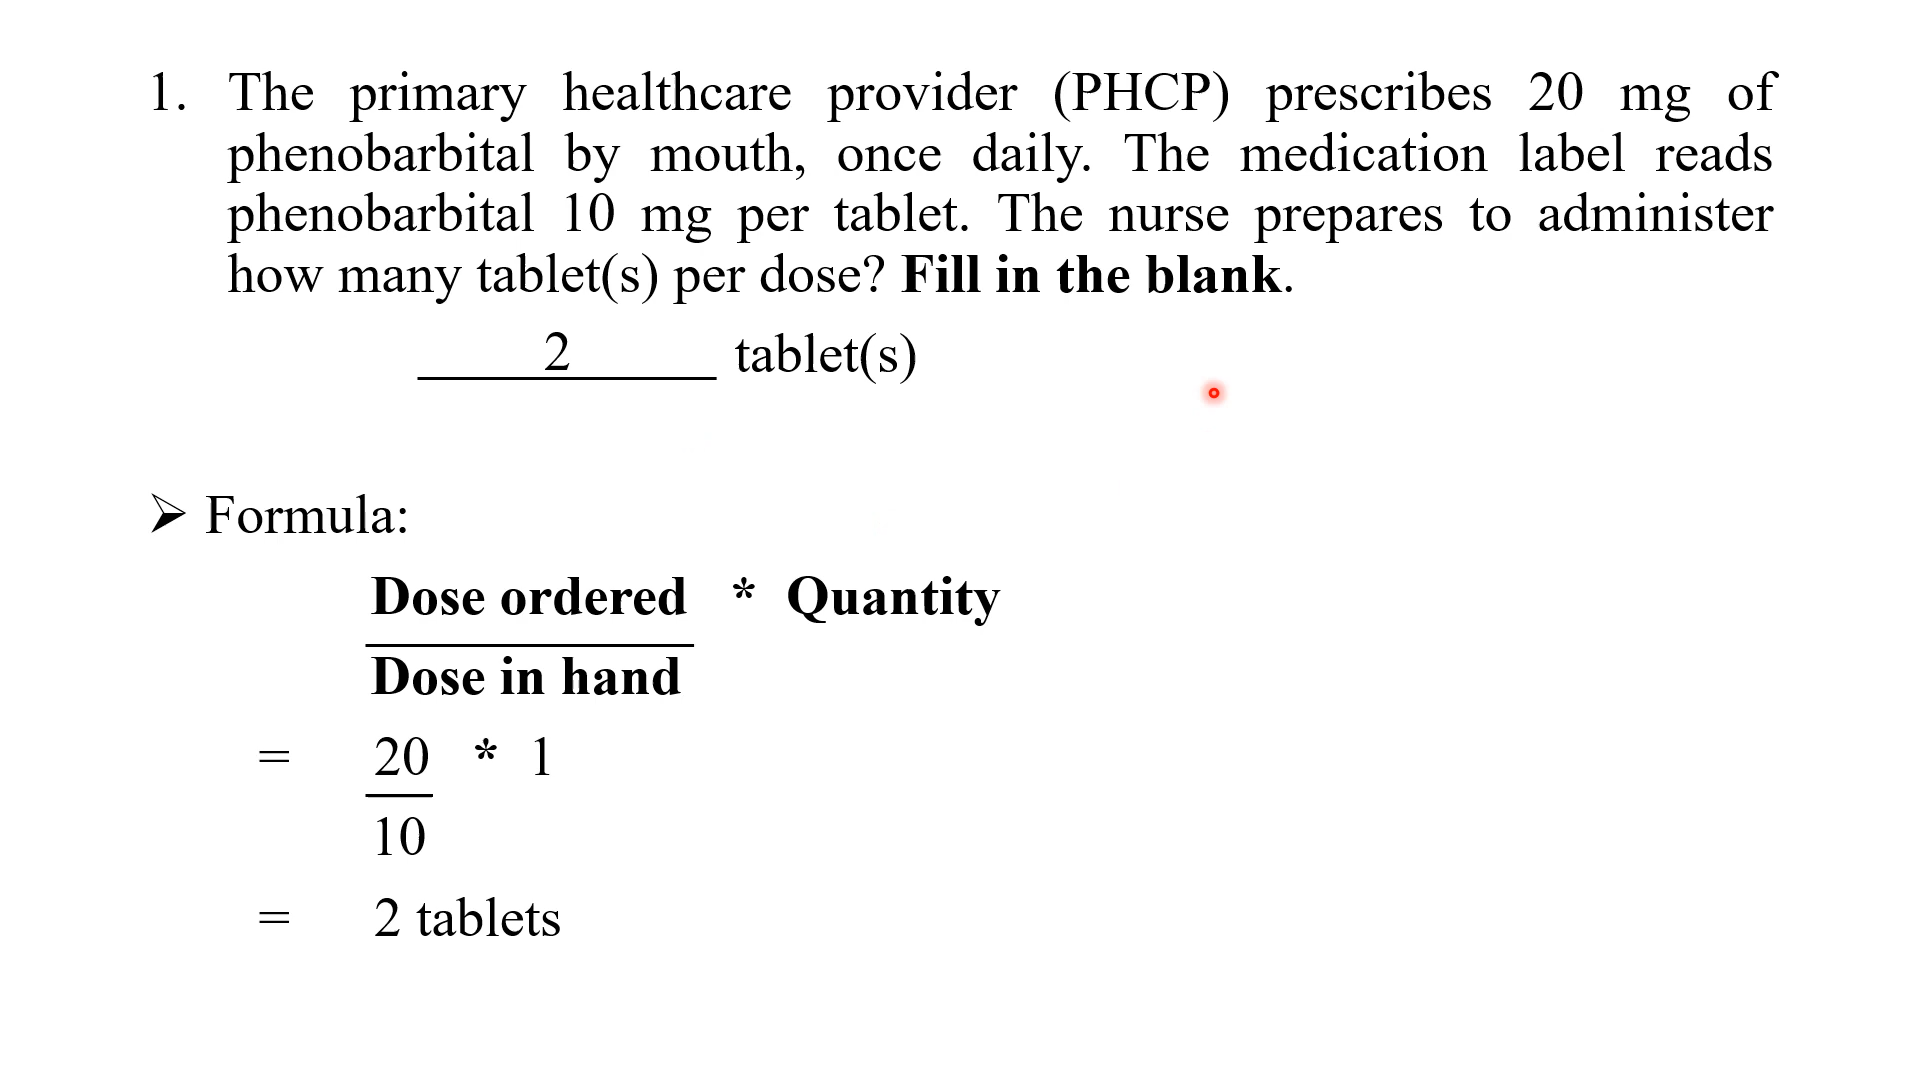 1. The primary healthcare provider (PHCP) prescribes 20 mg of
phenobarbital by mouth, once daily. The medication label reads
phenobarbital 10 mg per tablet. The nurse prepares to administer
how many tablet(s) per dose? Fill in the blank.
2 tablet(s)
➢ Formula:
Dose ordered * Quantity
Dose in hand
= 20 * 1
10
= 2 tablets